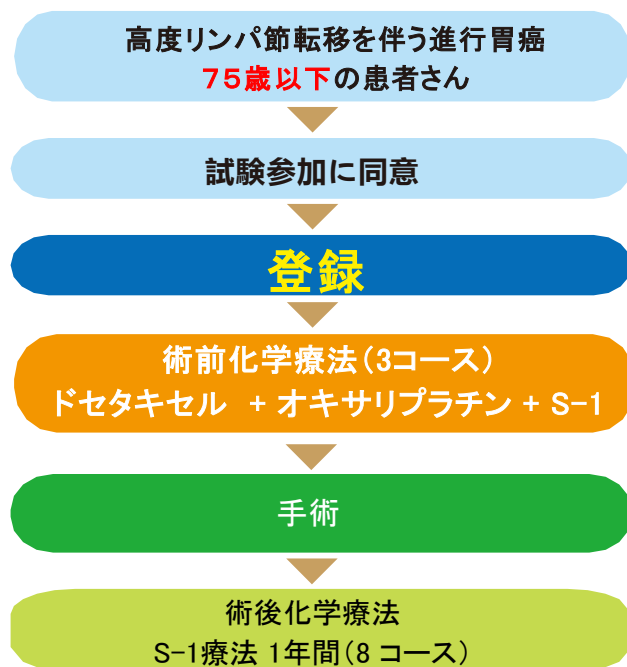 高度リンパ節転移を伴う進行胃癌
75歳以下の患者さん
試験参加に同意
登録
術前化学療法(3コース)
ドセタキセル + オキサリプラチン + S-1
手術
術後化学療法
S-1療法 1年間(8 コース)